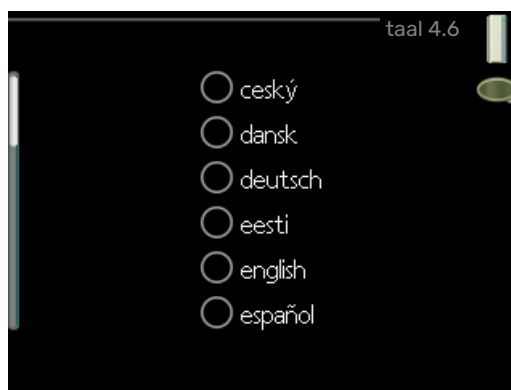 taal 4.6
ceský
dansk
deutsch
eesti
english
español